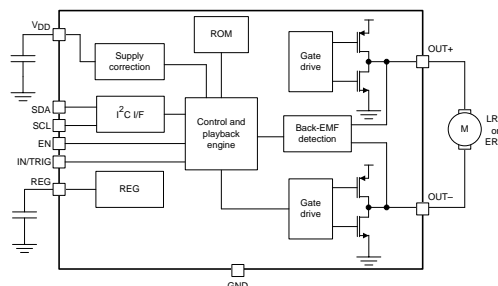 VDD
Supply
correction
ROM
Gate
drive
OUT+
SDA
SCL
I2C I/F
Control and
playback
engine
Back-EMF
detection
M
LR
or
ER
EN
IN/TRIG
REG
REG
Gate
drive
OUT–
GND